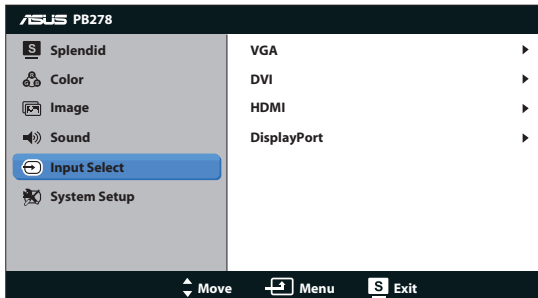 ASUS PB278
S Splendid
Color
Image
Sound
Input Select
System Setup
VGA
DVI
HDMI
DisplayPort
Move Menu S Exit